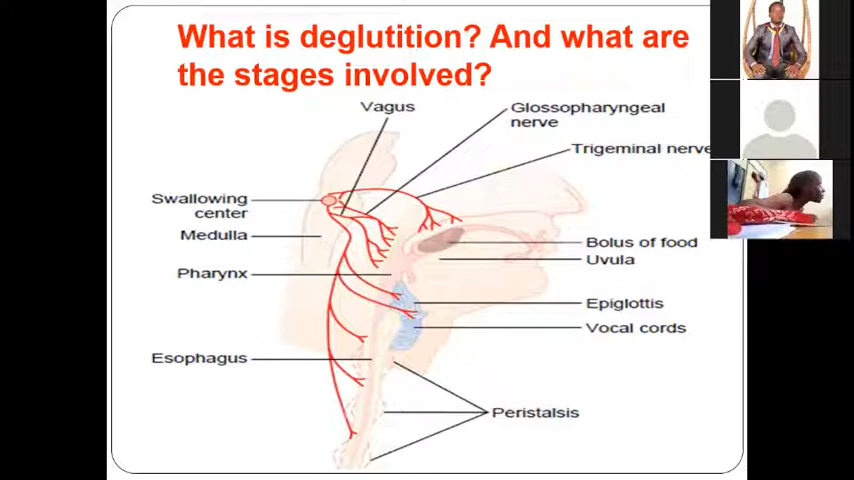 What is deglutition? And what are
the stages involved?
Vagus
Glossopharyngeal
nerve
Trigeminal nerve
Swallowing
center
Medulla
Bolus of food
Uvula
Pharynx
Epiglottis
Vocal cords
Esophagus
Peristalsis